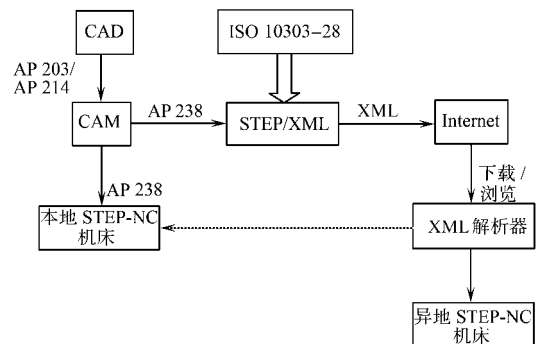 CAD
ISO 10303–28
AP 203/
AP 214
CAM
AP 238
STEP/XML
XML
Internet
AP 238
下载 /
浏览
本地 STEP-NC
机床
XML 解析器
异地 STEP-NC
机床